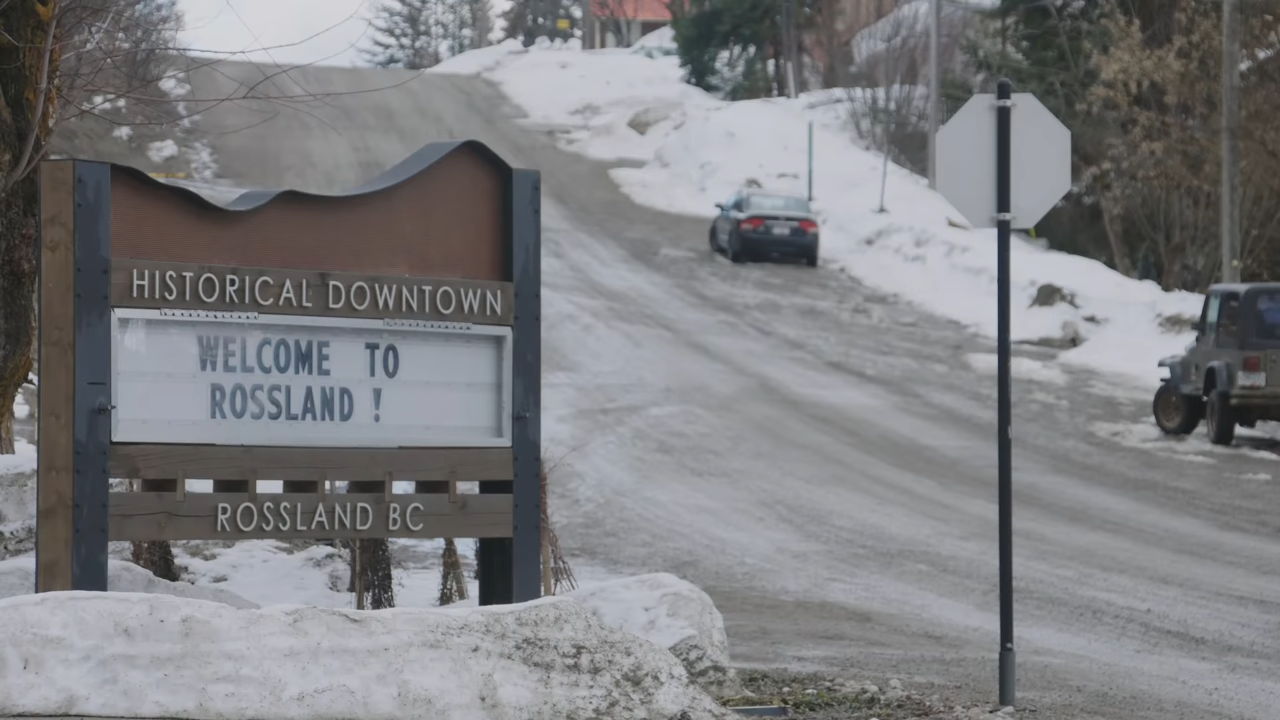 HISTORICAL DOWNTOWN
WELCOME TO
ROSSLAND !
ROSSLAND BC